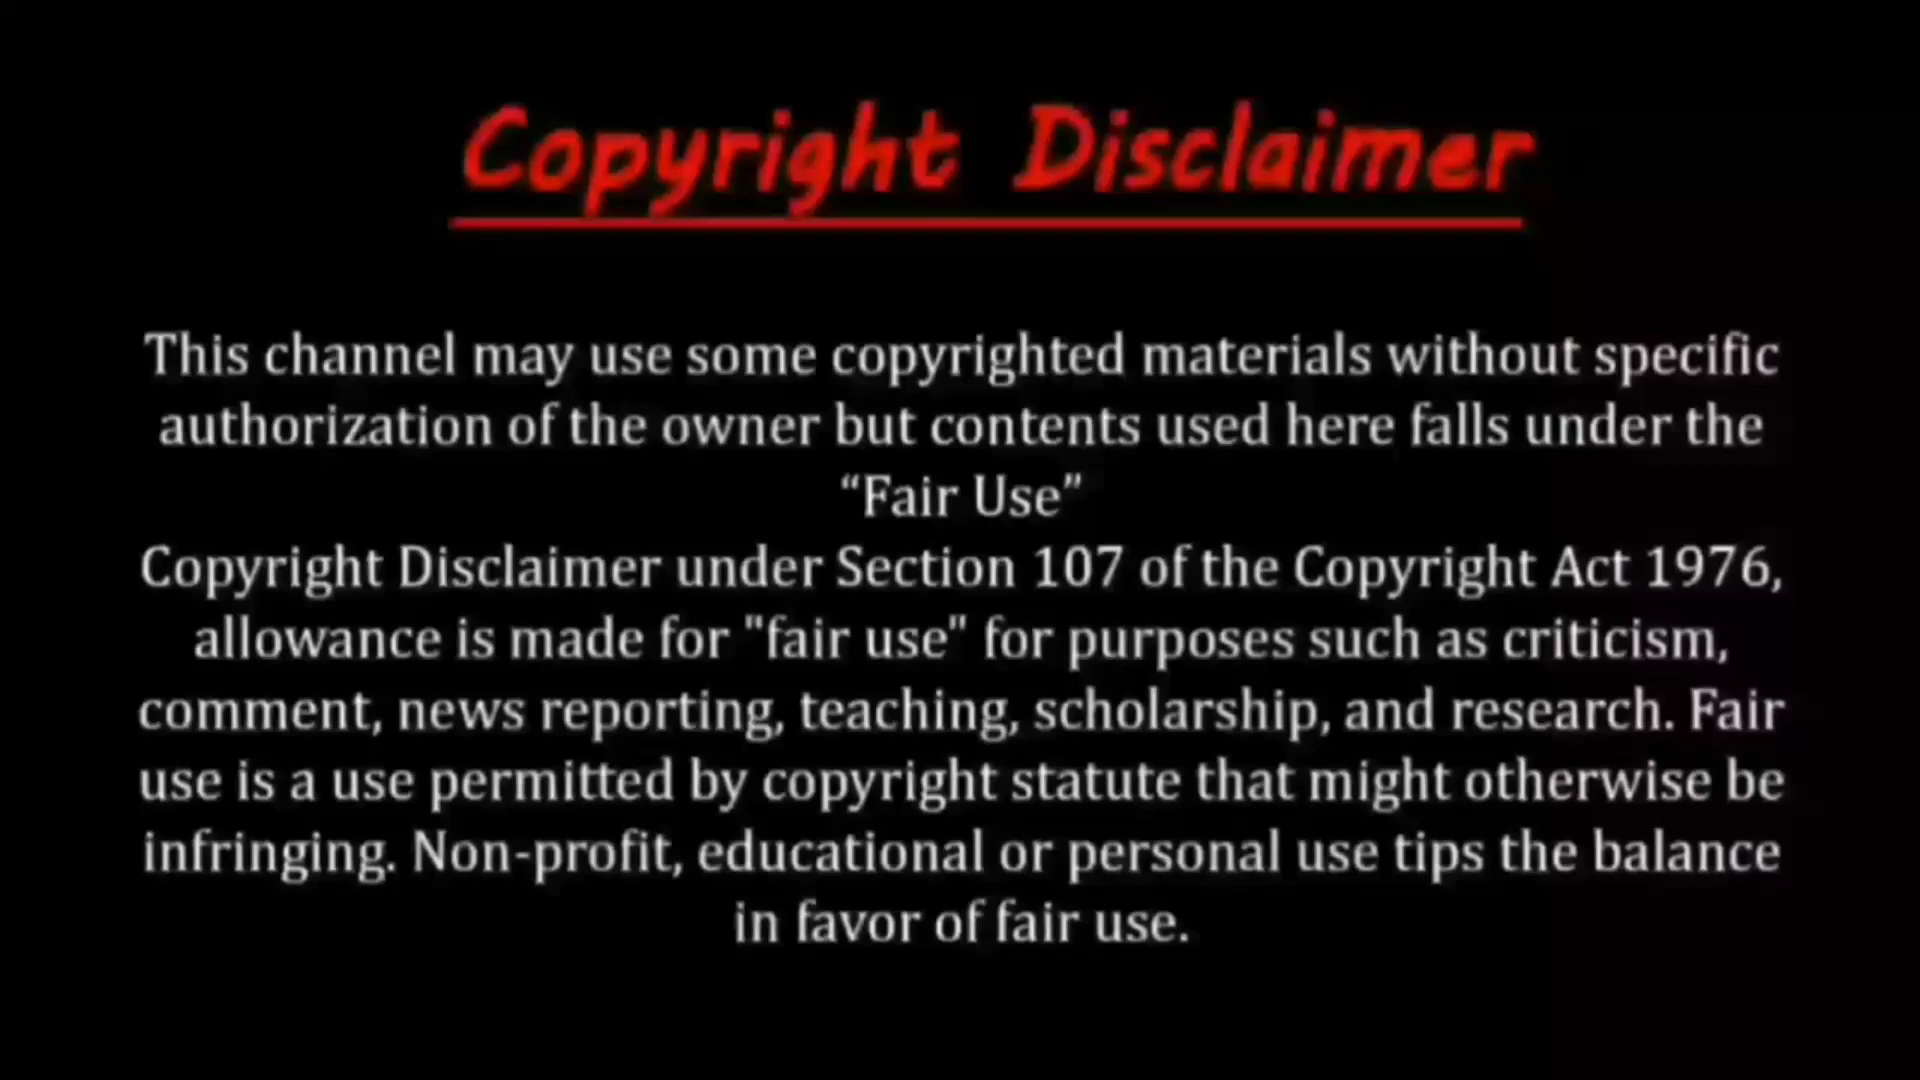 Copyright Disclaimer
This channel may use some copyrighted materials without specific
authorization of the owner but contents used here falls under the
“Fair Use”
Copyright Disclaimer under Section 107 of the Copyright Act 1976,
allowance is made for "fair use" for purposes such as criticism,
comment, news reporting, teaching, scholarship, and research. Fair
use is a use permitted by copyright statute that might otherwise be
infringing. Non-profit, educational or personal use tips the balance
in favor of fair use.